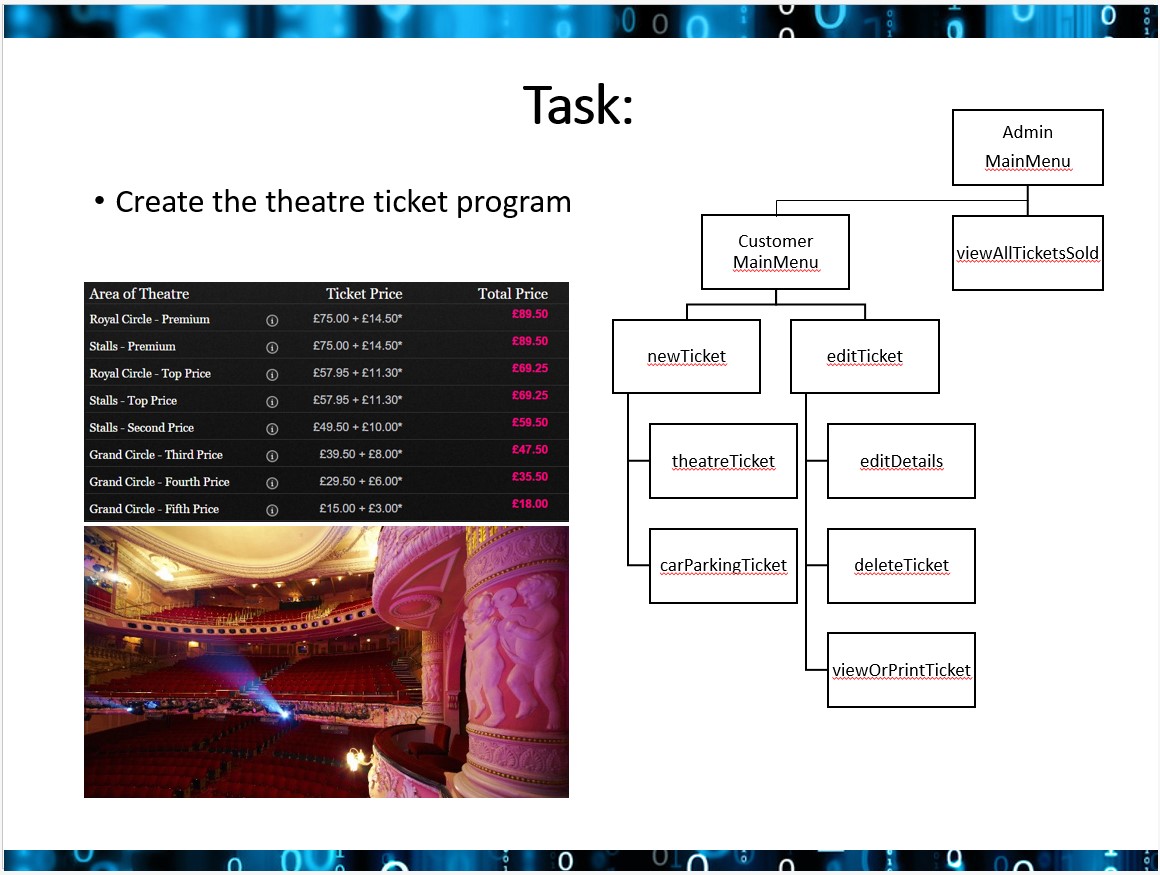 Task:
• Create the theatre ticket program
Area of Theatre Ticket Price Total Price
Royal Circle - Premium £75.00 + £14.50* £89.50
Stalls - Premium £75.00 + £14.50* £89.50
Royal Circle - Top Price £57.95 + £11.30* £69.25
Stalls - Top Price £57.95 + £11.30* £69.25
Stalls - Second Price £49.50 + £10.00* £59.50
Grand Circle - Third Price £39.50 + £8.00* £47.50
Grand Circle - Fourth Price £29.50 + £6.00* £35.50
Grand Circle - Fifth Price £15.00 + £3.00* £18.00
Admin
MainMenu
viewAllTicketsSold
Customer
MainMenu
newTicket
editTicket
theatreTicket
editDetails
carParkingTicket
deleteTicket
viewOrPrintTicket